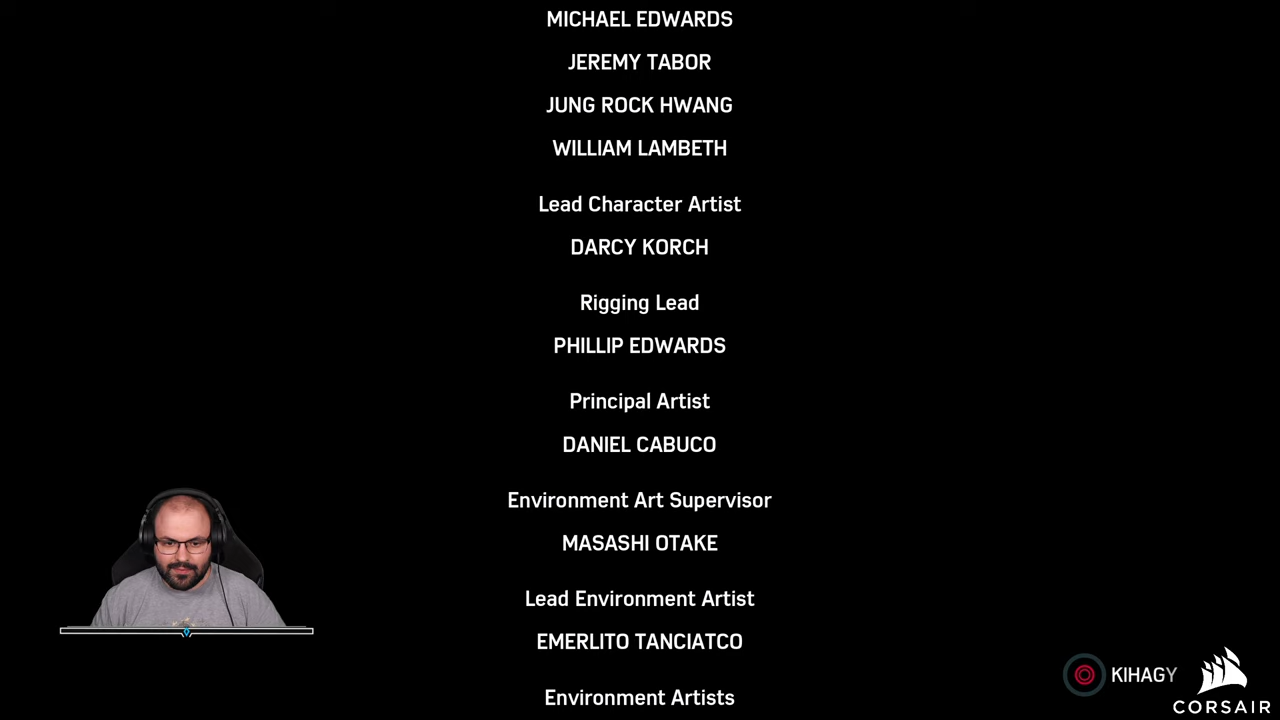 MICHAEL EDWARDS
JEREMY TABOR
JUNG ROCK HWANG
WILLIAM LAMBETH
Lead Character Artist
DARCY KORCH
Rigging Lead
PHILLIP EDWARDS
Principal Artist
DANIEL CABUCO
Environment Art Supervisor
MASASHI OTAKE
Lead Environment Artist
EMERLITO TANCIATCO
Environment Artists
KIHAGY
CORSAIR